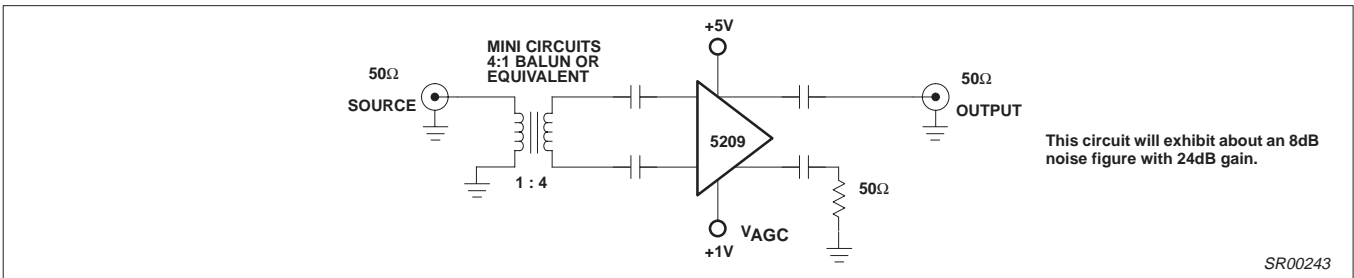 +5V
MINI CIRCUITS
4:1 BALUN OR
EQUIVALENT
50Ω
SOURCE
50Ω
OUTPUT
5209
This circuit will exhibit about an 8dB
noise figure with 24dB gain.
1 : 4
50Ω
VAGC
+1V
SR00243